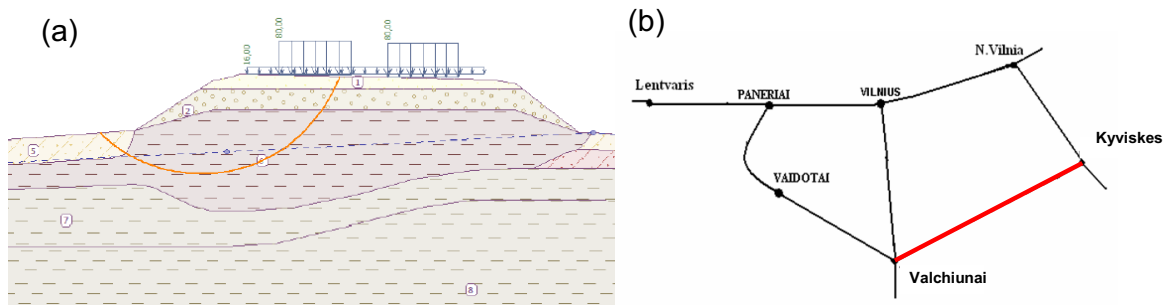 (a)
80,00
80,00
16,00
1
2
5
6
7
8
(b)
N.Vilnia
Lentvaris
PANERIAI
VILNIUS
Kyviskes
VAIDOTAI
Valchiunai